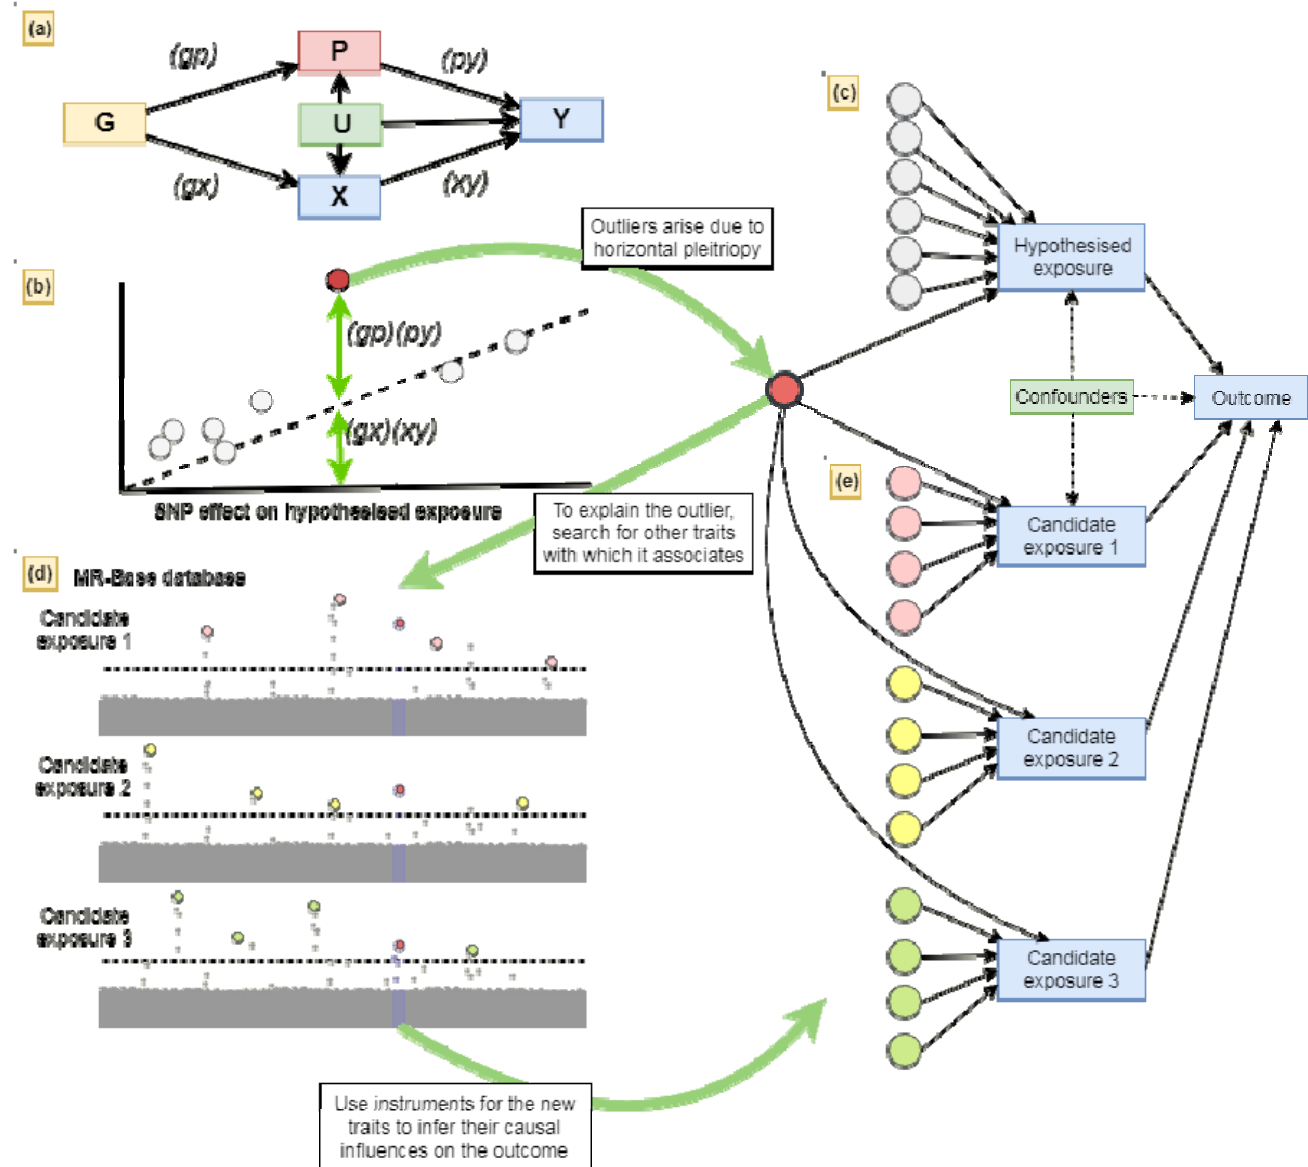 (a)
(gp)
P
(py)
G
U
Y
(gx)
X
(xy)
Outliers arise due to
horizontal pleitriopy
(b)
(gp)(py)
(gx)(xy)
SNP effect on hypothesised exposure
(c)
Hypothesised
exposure
Confounders
Outcome
To explain the outlier,
search for other traits
with which it associates
(d)
MR-Base database
Candidate
exposure 1
Candidate
exposure 2
Candidate
exposure 3
(e)
Candidate
exposure 1
Candidate
exposure 2
Candidate
exposure 3
Use instruments for the new
traits to infer their causal
influences on the outcome